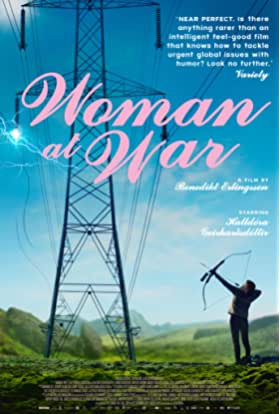 'NEAR PERFECT. Is there
anything rarer than an
intelligent feel-good film
that knows how to tackle
urgent global issues with
humor? Look no further.'
Variety
Woman
at War
A FILM BY
Benedikt Erlingsson
STARRING
Halldóra
Geirharðsdóttir